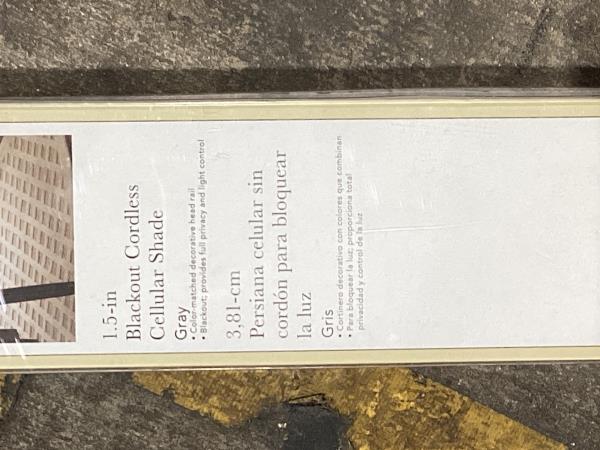 1.5-in
Blackout Cordless
Cellular Shade
Gray
• Color-matched decorative head rail
• Blackout; provides full privacy and light control
3,81-cm
Persiana celular sin
cordón para bloquear
la luz
Gris
• Cortinero decorativo con colores que combinan
• Para bloquear la luz; proporciona total
privacidad y control de la luz